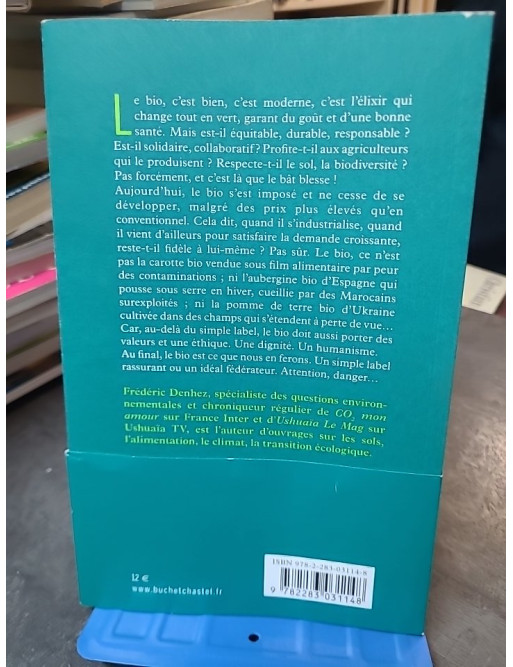 Le bio, c'est bien, c'est moderne, c'est l'élixir qui
change tout en vert, garant du goût et d'une bonne
santé. Mais est-il équitable, durable, responsable ?
Est-il solidaire, collaboratif ? Profite-t-il aux agriculteurs
qui le produisent ? Respecte-t-il le sol, la biodiversité ?
Pas forcément, et c'est là que le bât blesse !
Aujourd'hui, le bio s'est imposé et ne cesse de se
développer, malgré des prix plus élevés qu'en
conventionnel. Cela dit, quand il s'industrialise, quand
il vient d'ailleurs pour satisfaire la demande croissante,
reste-t-il fidèle à lui-même ? Pas sûr. Le bio, ce n'est
pas la carotte bio vendue sous film alimentaire par peur
des contaminations ; ni l'aubergine bio d'Espagne qui
pousse sous serre en hiver, cueillie par des Marocains
surexploités ; ni la pomme de terre bio d'Ukraine
cultivée dans des champs qui s'étendent à perte de vue...
Car, au-delà du simple label, le bio doit aussi porter des
valeurs et une éthique. Une dignité. Un humanisme.
Au final, le bio est ce que nous en ferons. Un simple label
rassurant ou un idéal fédérateur. Attention, danger...
Frédéric Denhez, spécialiste des questions environ-
nementales et chroniqueur régulier de CO2 mon
amour sur France Inter et d'Ushuaïa Le Mag sur
Ushuaïa TV, est l'auteur d'ouvrages sur les sols,
l'alimentation, le climat, la transition écologique.
12 €
www.buchetchastel.fr
ISBN 978-2-283-03114-8
9 782283 031148